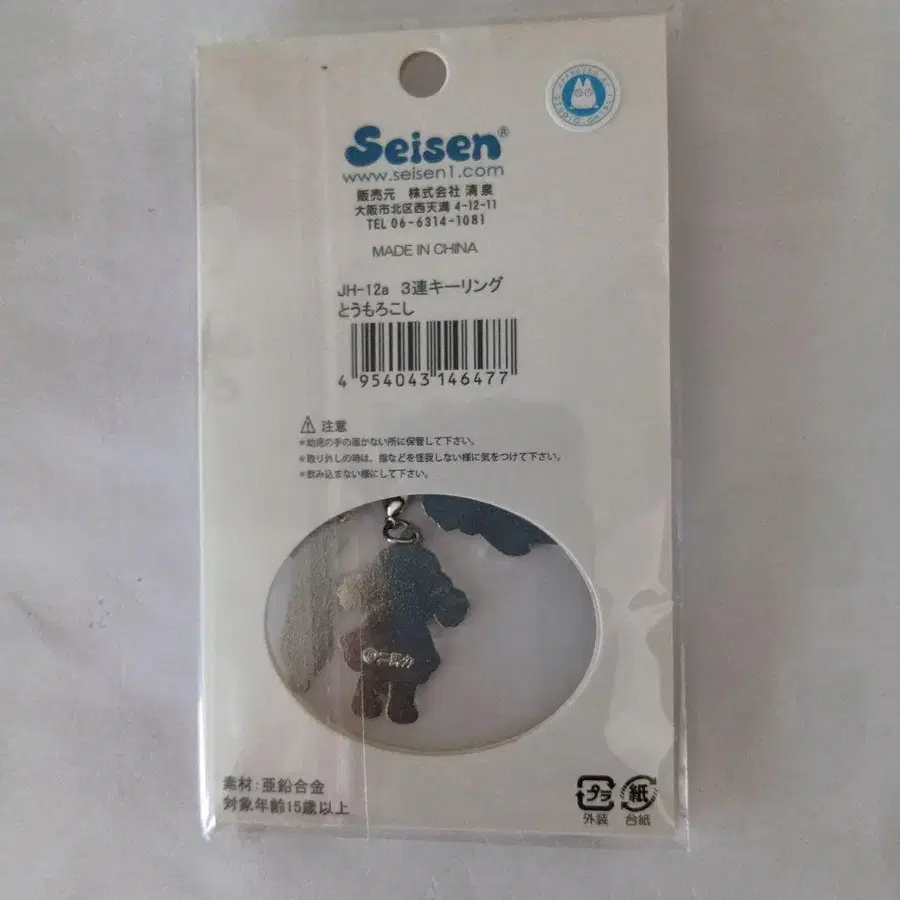 Seisen®
www.seisen1.com
販売元 株式会社 清泉
大阪市北区西天満 4-12-11
TEL 06-6314-1081
MADE IN CHINA
JH-12a 3連キーリング
とうもろこし
4 954043 146477
注意
*幼児の手の届かない所に保管して下さい。
*取り外しの時は、指などを怪我しない様に気をつけて下さい。
*飲み込まない様にして下さい。
素材:亜鉛合金
対象年齢15歳以上
プラ 紙
外装 台紙